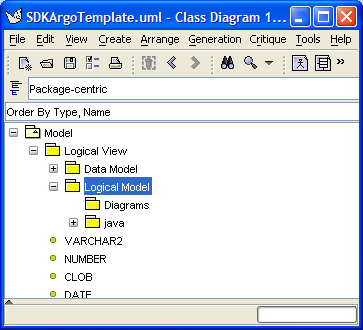 SDKArgoTemplate.uml - Class Diagram 1...
File Edit View Create Arrange Generation Critique Tools Help
Package-centric
Order By Type, Name
Model
Logical View
Data Model
Logical Model
Diagrams
java
VARCHAR2
NUMBER
CLOB
DATE